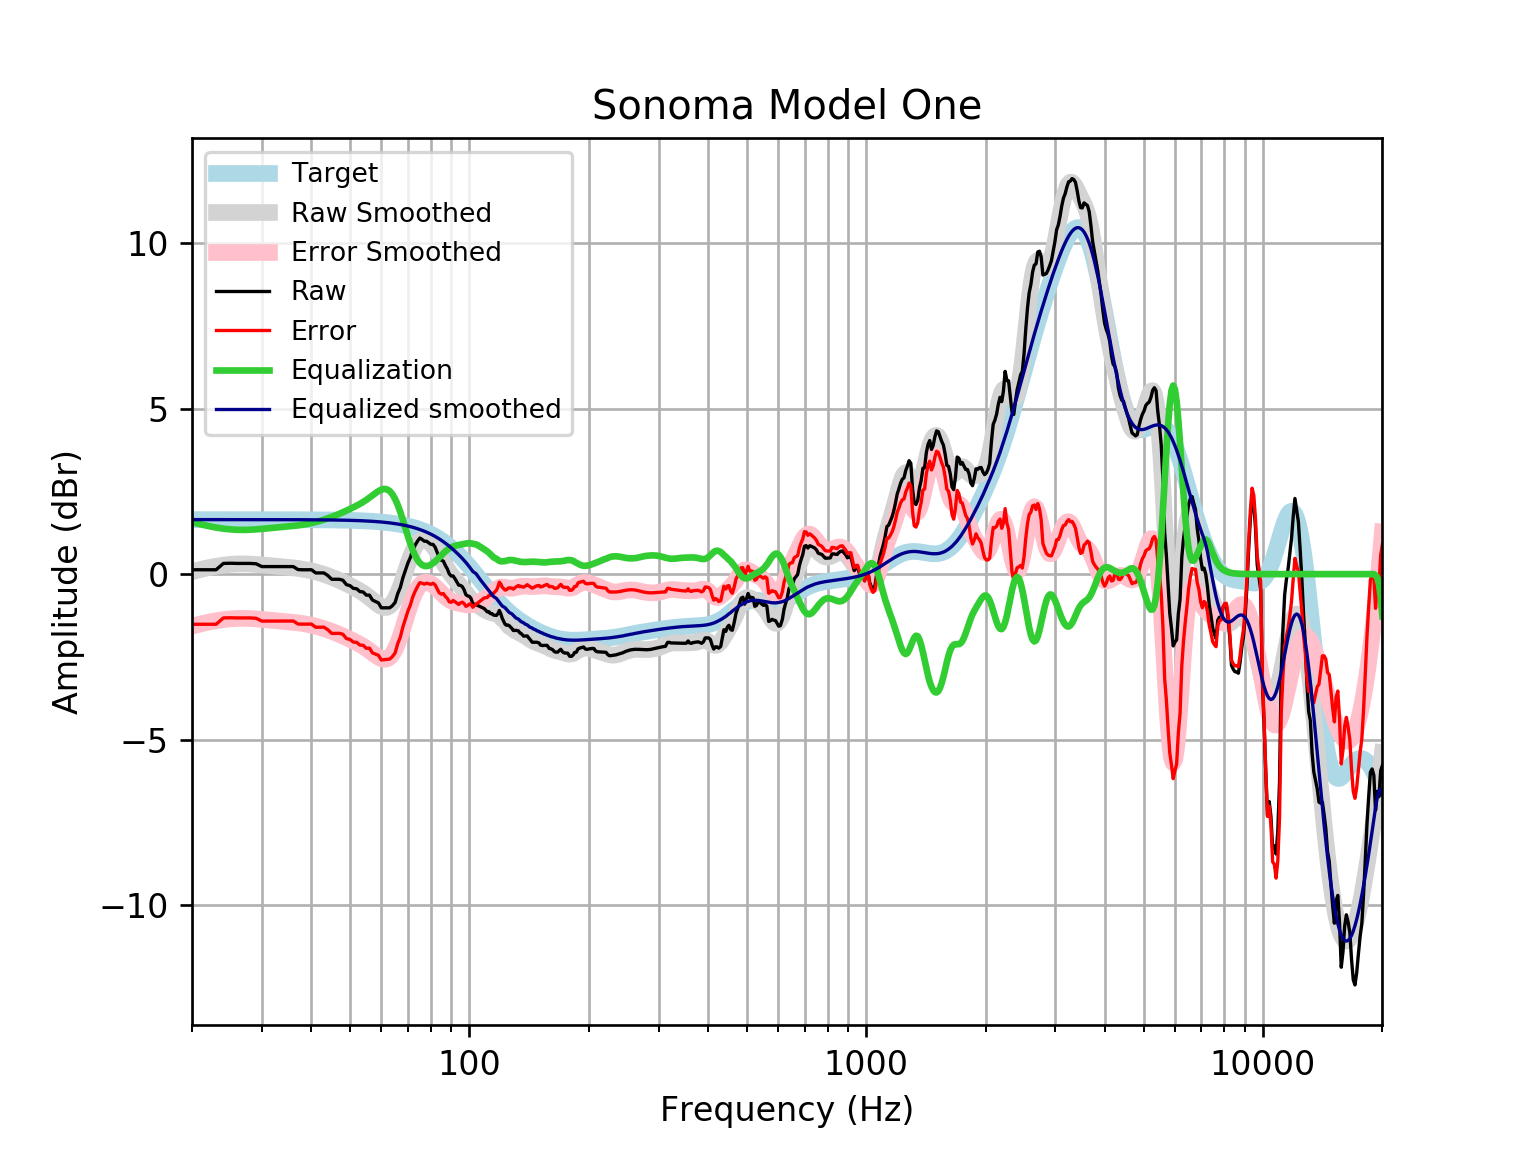 Sonoma Model One
Target
Raw Smoothed
Error Smoothed
Raw
Error
Equalization
Equalized smoothed
10
5
0
−5
−10
Amplitude (dBr)
100
1000
10000
Frequency (Hz)